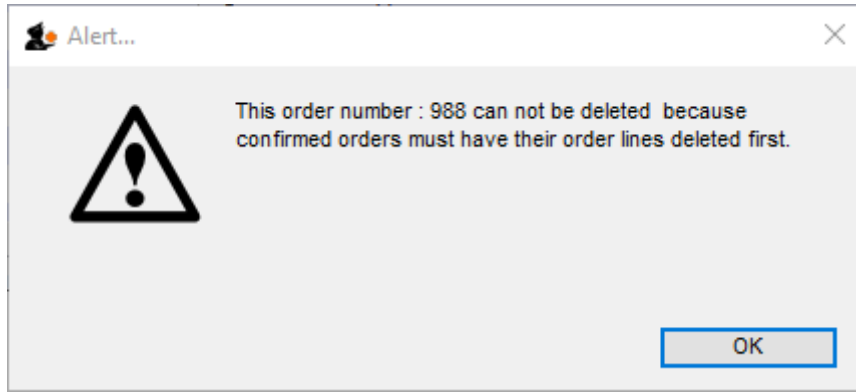 Alert...
This order number : 988 can not be deleted  because
confirmed orders must have their order lines deleted first.
OK